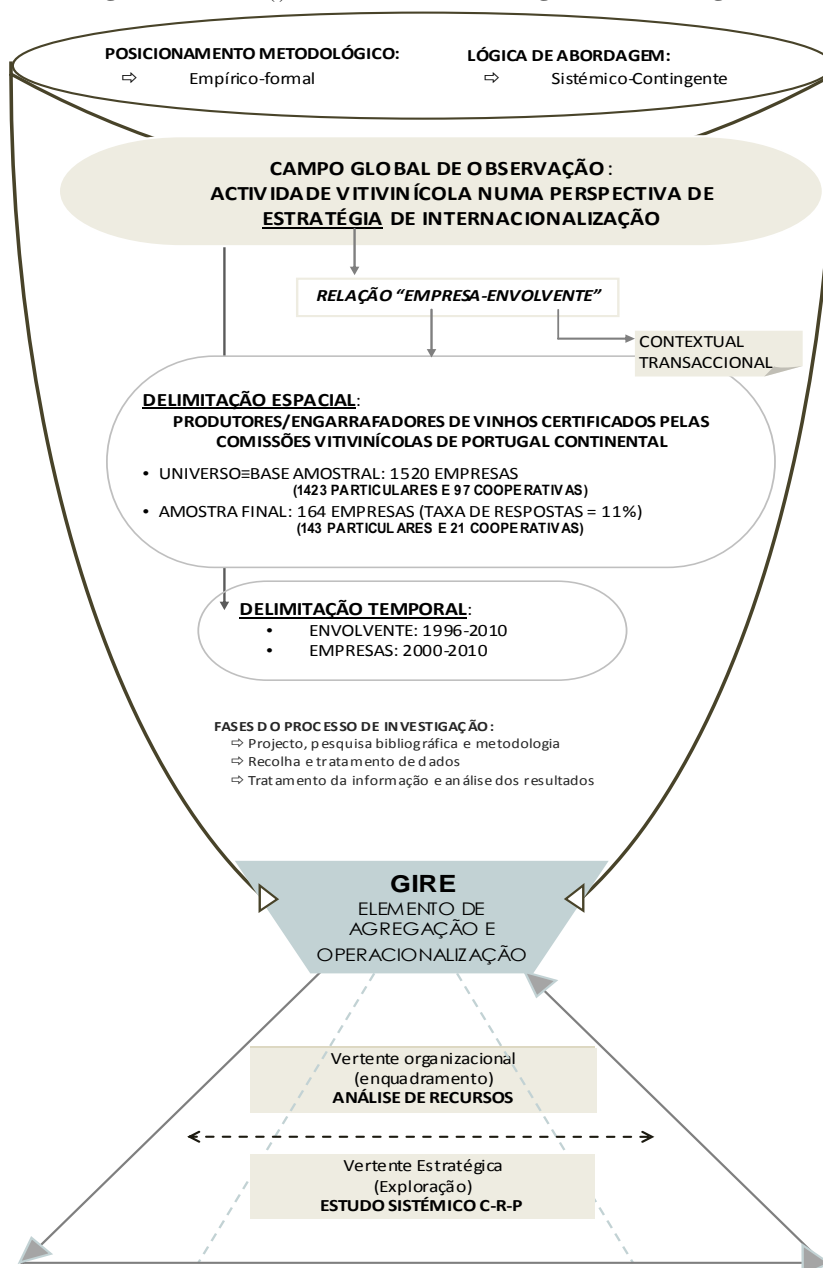 POSICIONAMENTO METODOLÓGICO:
⇨ Empírico-formal
LÓGICA DE ABORDAGEM:
⇨ Sistémico-Contingente
CAMPO GLOBAL DE OBSERVAÇÃO:
ACTIVIDADE VITIVINÍCOLA NUMA PERSPECTIVA DE
ESTRATÉGIA DE INTERNACIONALIZAÇÃO
RELAÇÃO “EMPRESA-ENVOLVENTE”
CONTEXTUAL
TRANSACCIONAL
DELIMITAÇÃO ESPACIAL:
PRODUTORES/ENGARRAFADORES DE VINHOS CERTIFICADOS PELAS
COMISSÕES VITIVINÍCOLAS DE PORTUGAL CONTINENTAL
• UNIVERSO≡BASE AMOSTRAL: 1520 EMPRESAS
(1423 PARTICULARES E 97 COOPERATIVAS)
• AMOSTRA FINAL: 164 EMPRESAS (TAXA DE RESPOSTAS = 11%)
(143 PARTICULARES E 21 COOPERATIVAS)
DELIMITAÇÃO TEMPORAL:
• ENVOLVENTE: 1996-2010
• EMPRESAS: 2000-2010
FASES DO PROCESSO DE INVESTIGAÇÃO:
⇨ Projecto, pesquisa bibliográfica e metodologia
⇨ Recolha e tratamento de dados
⇨ Tratamento da informação e análise dos resultados
GIRE
ELEMENTO DE
AGREGAÇÃO E
OPERACIONALIZAÇÃO
Vertente organizacional
(enquadramento)
ANÁLISE DE RECURSOS
Vertente Estratégica
(Exploração)
ESTUDO SISTÉMICO C-R-P